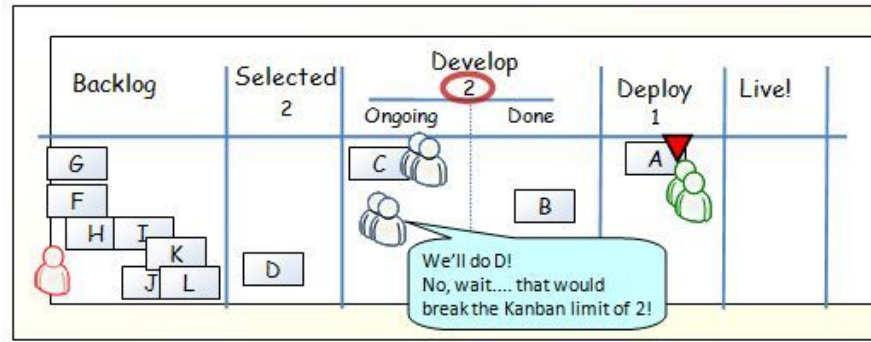 Backlog
Selected
2
Develop
2
Ongoing
Done
Deploy
1
Live!
G
F
H I
K
J L
D
C
B
A
We'll do D!
No, wait.... that would
break the Kanban limit of 2!